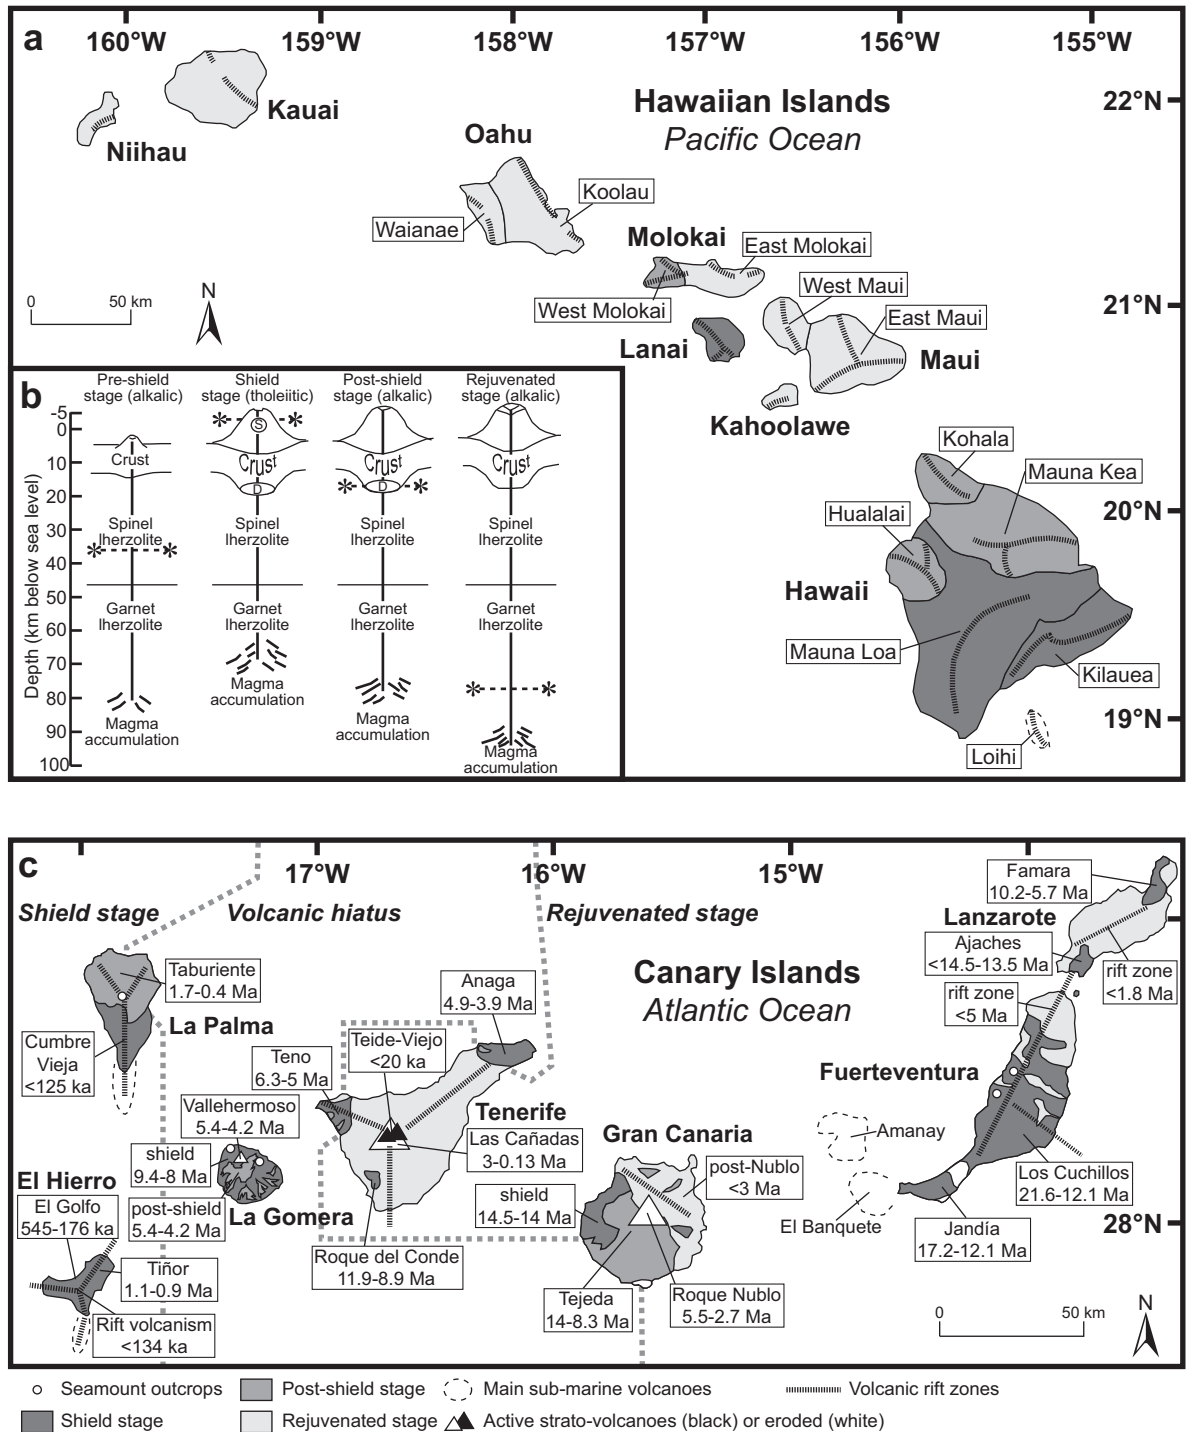 a
160°W
159°W
158°W
157°W
156°W
155°W
22°N
21°N
20°N
19°N
Hawaiian Islands
Pacific Ocean
Kauai
Niihau
Oahu
Koolau
Waianae
Molokai
East Molokai
West Molokai
West Maui
East Maui
Lanai
Maui
Kahoolawe
Kohala
Mauna Kea
Hualalai
Hawaii
Mauna Loa
Kilauea
Loihi
0
50 km
N
b
Pre-shield
stage (alkalic)
Shield
stage (tholeiitic)
Post-shield
stage (alkalic)
Rejuvenated
stage (alkalic)
Depth (km below sea level)
-5
0
10
20
30
40
50
60
70
80
90
100
Crust
Spinel
lherzolite
Garnet
lherzolite
Magma
accumulation
S
Crust
D
Spinel
lherzolite
Garnet
lherzolite
Magma
accumulation
Crust
D
Spinel
lherzolite
Garnet
lherzolite
Magma
accumulation
Crust
Spinel
lherzolite
Garnet
lherzolite
Magma
accumulation
c
17°W
16°W
15°W
28°N
Shield stage
Volcanic hiatus
Rejuvenated stage
Canary Islands
Atlantic Ocean
Taburiente
1.7-0.4 Ma
La Palma
Cumbre
Vieja
<125 ka
Vallehermoso
5.4-4.2 Ma
shield
9.4-8 Ma
post-shield
5.4-4.2 Ma
La Gomera
El Hierro
El Golfo
545-176 ka
Tiñor
1.1-0.9 Ma
Rift volcanism
<134 ka
Anaga
4.9-3.9 Ma
Teide-Viejo
<20 ka
Teno
6.3-5 Ma
Tenerife
Las Cañadas
3-0.13 Ma
Roque del Conde
11.9-8.9 Ma
Gran Canaria
post-Nublo
<3 Ma
shield
14.5-14 Ma
Tejeda
14-8.3 Ma
Roque Nublo
5.5-2.7 Ma
Famara
10.2-5.7 Ma
Lanzarote
Ajaches
<14.5-13.5 Ma
rift zone
<1.8 Ma
rift zone
<5 Ma
Fuerteventura
Amanay
El Banquete
Los Cuchillos
21.6-12.1 Ma
Jandía
17.2-12.1 Ma
0
50 km
N
Seamount outcrops
Post-shield stage
Main sub-marine volcanoes
Volcanic rift zones
Shield stage
Rejuvenated stage
Active strato-volcanoes (black) or eroded (white)